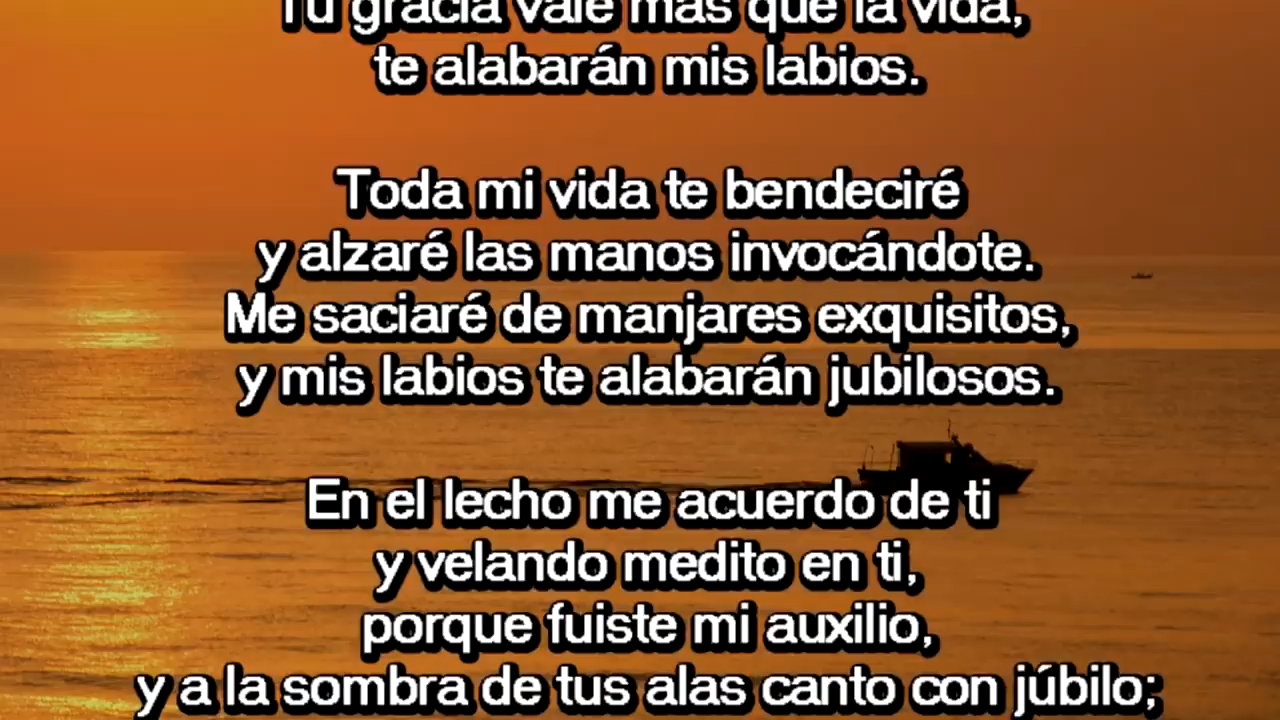 Tu gracia vale más que la vida,
te alabarán mis labios.
Toda mi vida te bendeciré
y alzaré las manos invocándote.
Me saciaré de manjares exquisitos,
y mis labios te alabarán jubilosos.
En el lecho me acuerdo de ti
y velando medito en ti,
porque fuiste mi auxilio,
y a la sombra de tus alas canto con júbilo;